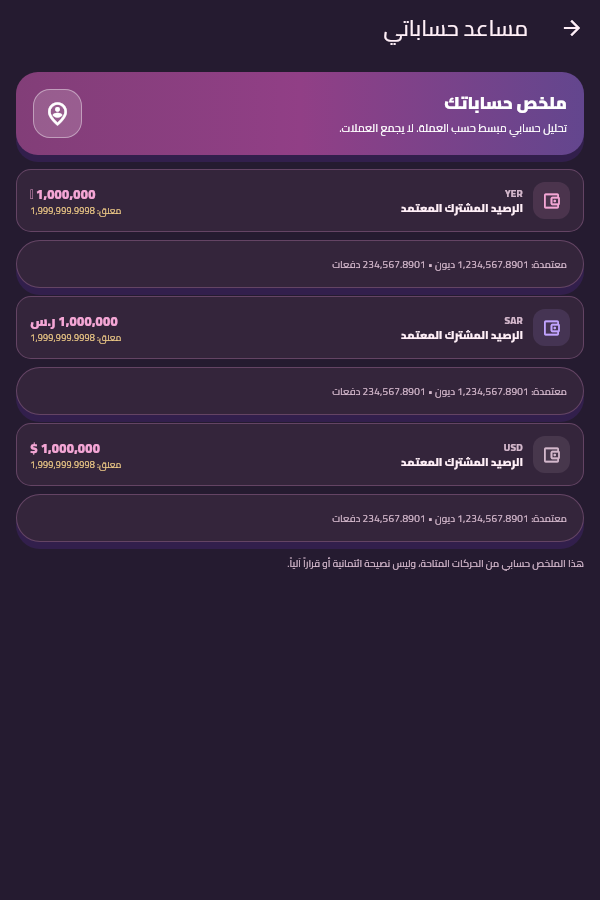 مساعد حساباتي
ملخص حساباتك
تحليل حسابي مبسط حسب العملة. لا يجمع العملات.
YER
الرصيد المشترك المعتمد
1,000,000
معلق: 1,999,999.9998
معتمدة: 1,234,567.8901 ديون • 234,567.8901 دفعات
SAR
الرصيد المشترك المعتمد
1,000,000 ر.س
معلق: 1,999,999.9998
معتمدة: 1,234,567.8901 ديون • 234,567.8901 دفعات
USD
الرصيد المشترك المعتمد
1,000,000 $
معلق: 1,999,999.9998
معتمدة: 1,234,567.8901 ديون • 234,567.8901 دفعات
هذا الملخص حسابي من الحركات المتاحة، وليس نصيحة ائتمانية أو قراراً آلياً.